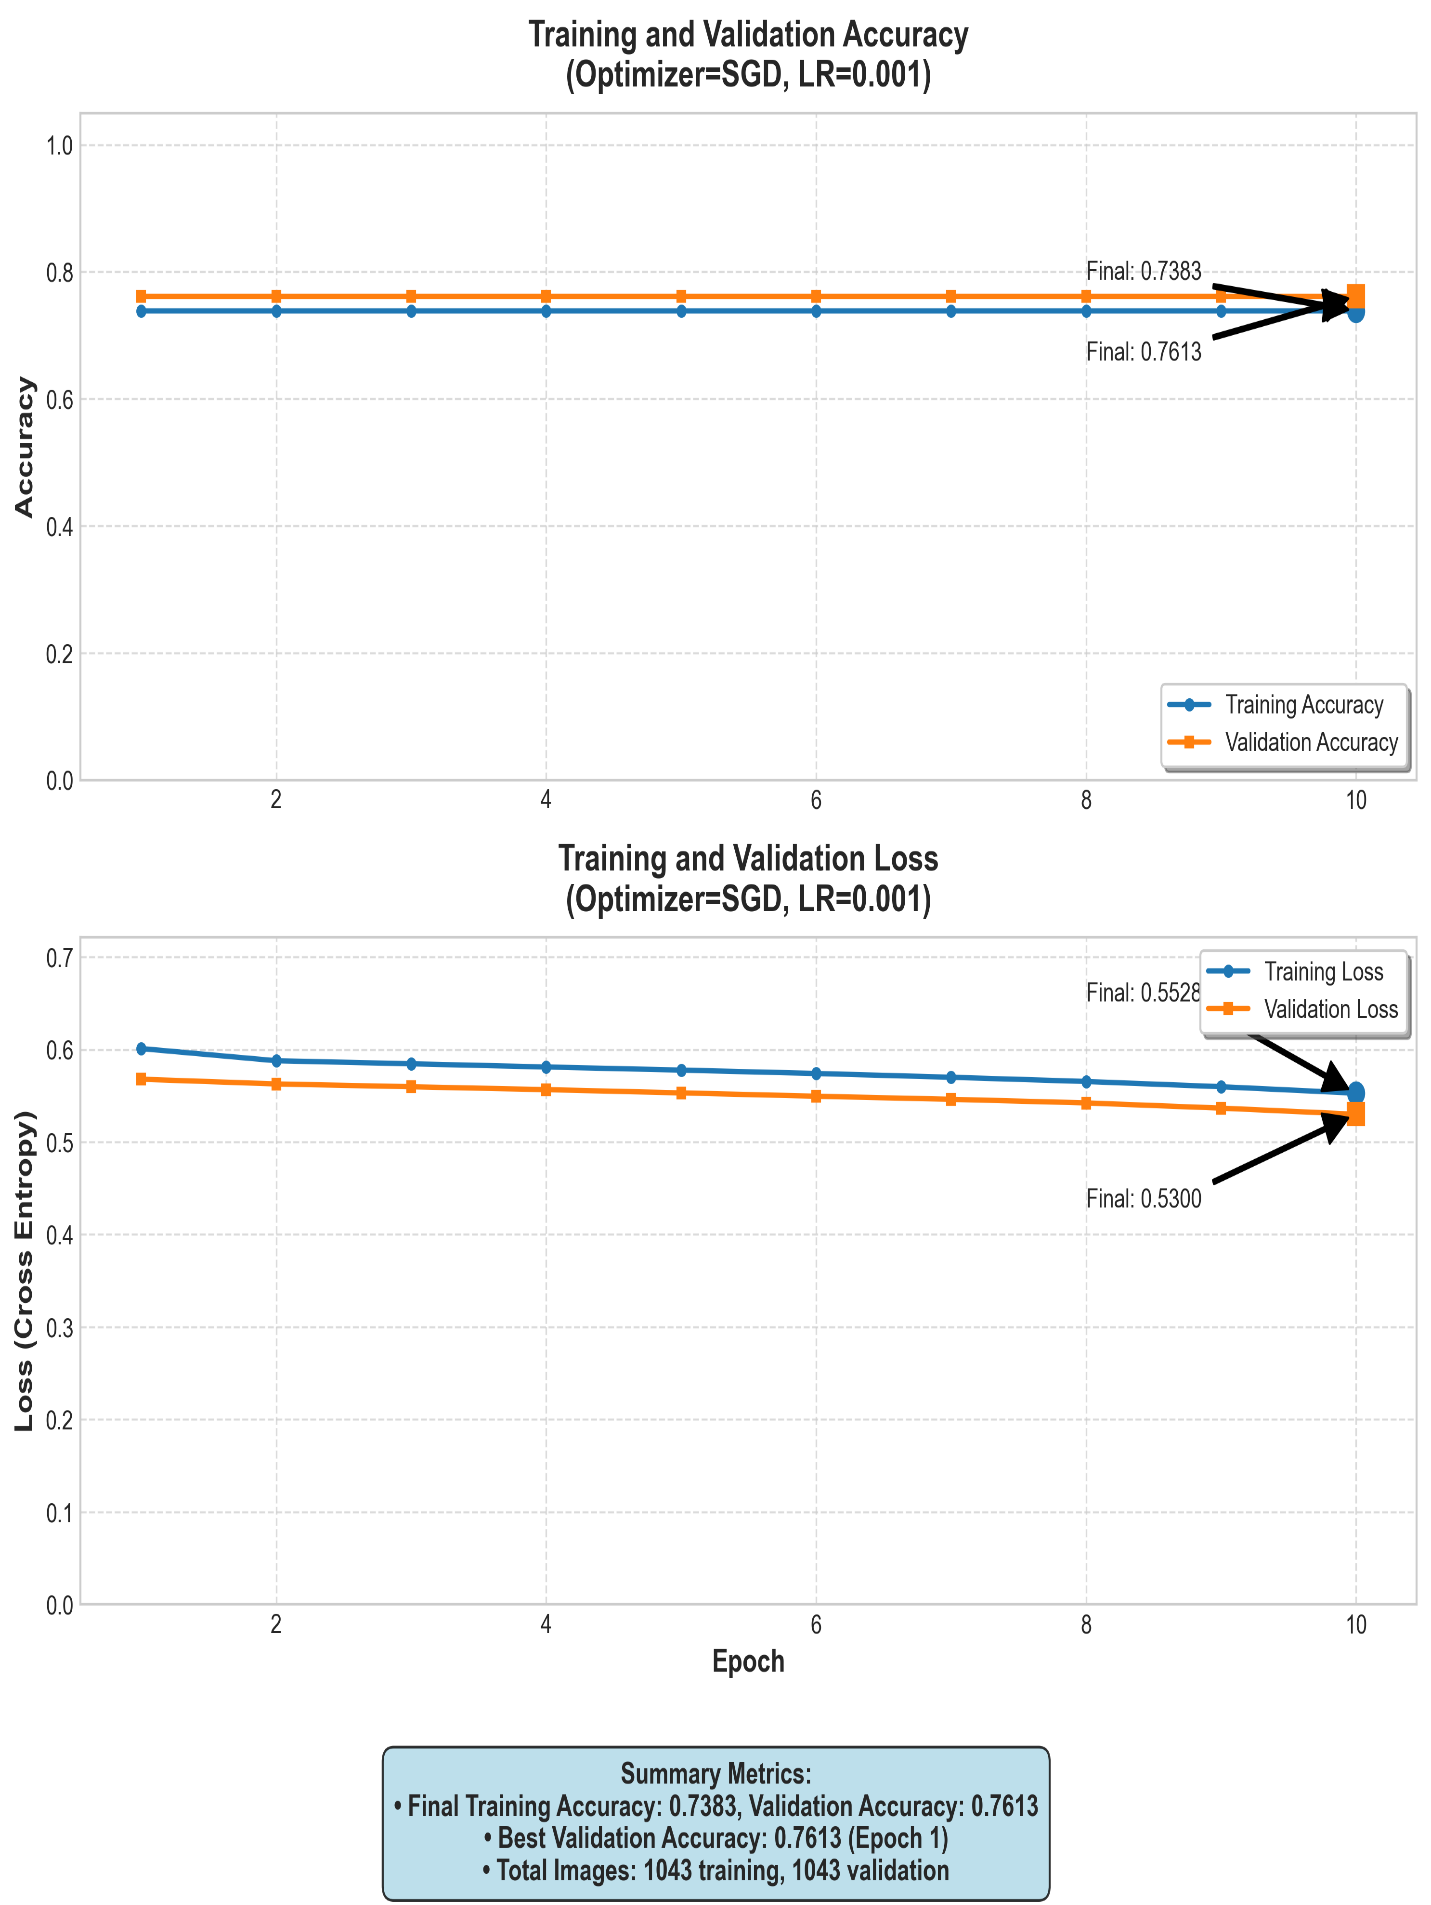 Training and Validation Accuracy
(Optimizer=SGD, LR=0.001)
1.0
0.8
0.6
0.4
0.2
0.0
Accuracy
Final: 0.7383
Final: 0.7613
Training Accuracy
Validation Accuracy
2 4 6 8 10
Training and Validation Loss
(Optimizer=SGD, LR=0.001)
0.7
0.6
0.5
0.4
0.3
0.2
0.1
0.0
Loss (Cross Entropy)
Final: 0.5528
Training Loss
Validation Loss
Final: 0.5300
2 4 6 8 10
Epoch
Summary Metrics:
• Final Training Accuracy: 0.7383, Validation Accuracy: 0.7613
• Best Validation Accuracy: 0.7613 (Epoch 1)
• Total Images: 1043 training, 1043 validation